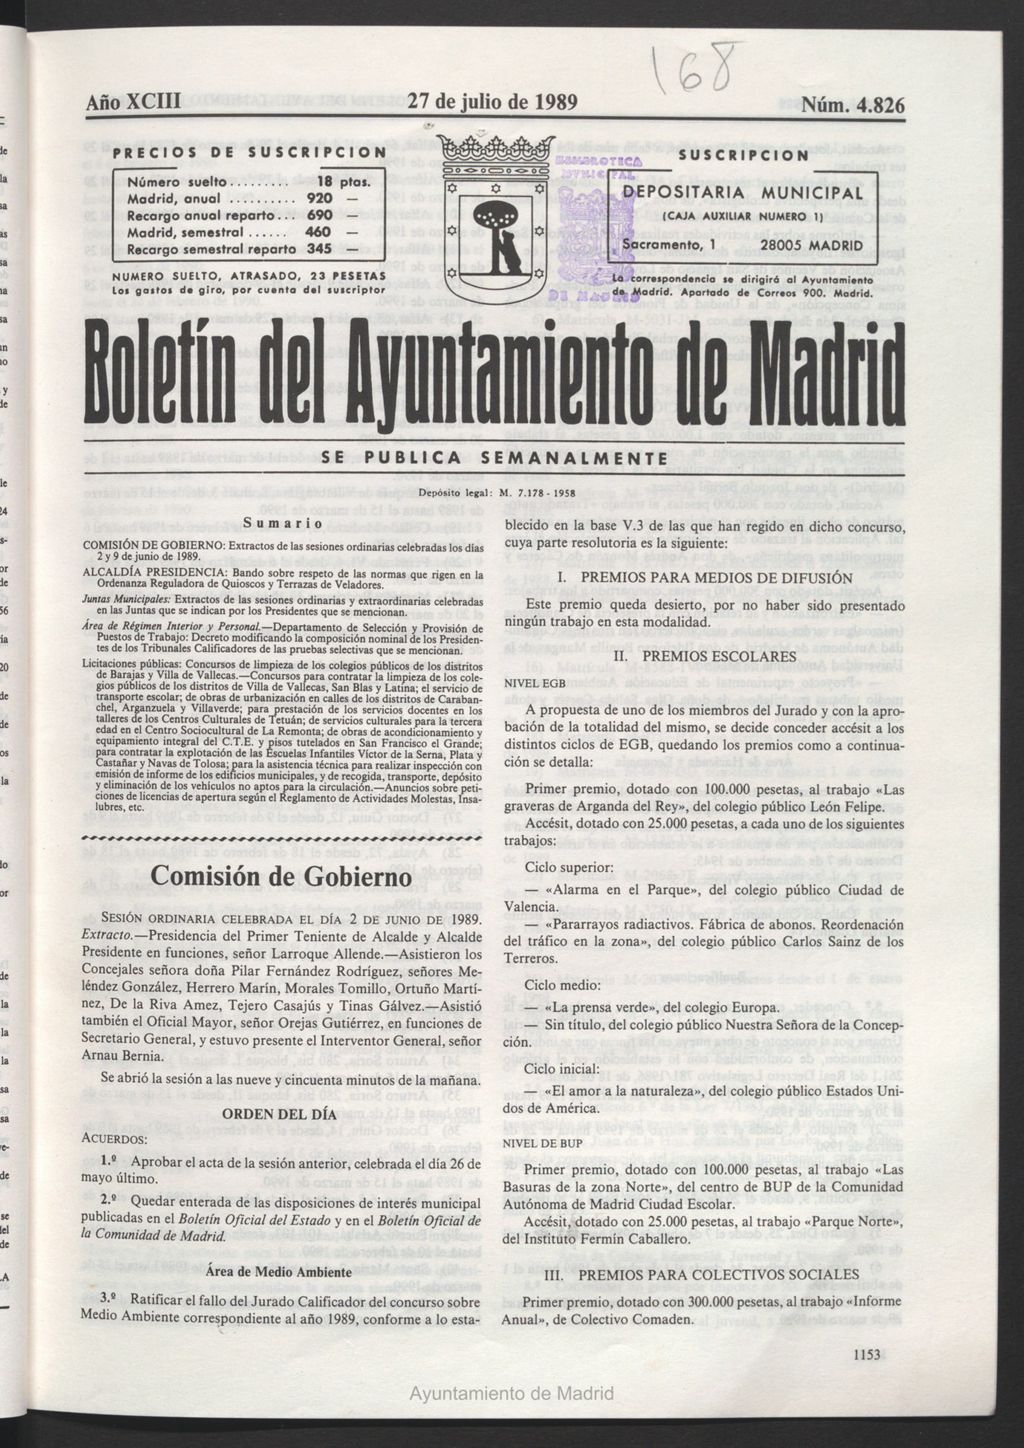 168
Año XCIII 27 de julio de 1989 Núm. 4.826
PRECIOS DE SUSCRIPCION
Número suelto......... 18 ptas.
Madrid, anual .......... 920 —
Recargo anual reparto... 690 —
Madrid, semestral ...... 460 —
Recargo semestral reparto 345 —
NUMERO SUELTO, ATRASADO, 23 PESETAS
Los gastos de giro, por cuenta del suscriptor
HEMEROTECA
MUNICIPAL
DE MADRID
SUSCRIPCION
DEPOSITARIA MUNICIPAL
(CAJA AUXILIAR NUMERO 1)
Sacramento, 1 28005 MADRID
La correspondencia se dirigirá al Ayuntamiento
de Madrid. Apartado de Correos 900. Madrid.
Boletín del Ayuntamiento de Madrid
SE PUBLICA SEMANALMENTE
Depósito legal: M. 7.178 - 1958
Sumario
COMISIÓN DE GOBIERNO: Extractos de las sesiones ordinarias celebradas los días
2 y 9 de junio de 1989.
ALCALDÍA PRESIDENCIA: Bando sobre respeto de las normas que rigen en la
Ordenanza Reguladora de Quioscos y Terrazas de Veladores.
Juntas Municipales: Extractos de las sesiones ordinarias y extraordinarias celebradas
en las Juntas que se indican por los Presidentes que se mencionan.
Área de Régimen Interior y Personal.—Departamento de Selección y Provisión de
Puestos de Trabajo: Decreto modificando la composición nominal de los Presiden-
tes de los Tribunales Calificadores de las pruebas selectivas que se mencionan.
Licitaciones públicas: Concursos de limpieza de los colegios públicos de los distritos
de Barajas y Villa de Vallecas.—Concursos para contratar la limpieza de los cole-
gios públicos de los distritos de Villa de Vallecas, San Blas y Latina; el servicio de
transporte escolar; de obras de urbanización en calles de los distritos de Caraban-
chel, Arganzuela y Villaverde; para prestación de los servicios docentes en los
talleres de los Centros Culturales de Tetuán; de servicios culturales para la tercera
edad en el Centro Sociocultural de La Remonta; de obras de acondicionamiento y
equipamiento integral del C.T.E. y pisos tutelados en San Francisco el Grande;
para contratar la explotación de las Escuelas Infantiles Víctor de la Serna, Plata y
Castañar y Navas de Tolosa; para la asistencia técnica para realizar inspección con
emisión de informe de los edificios municipales, y de recogida, transporte, depósito
y eliminación de los vehículos no aptos para la circulación.—Anuncios sobre peti-
ciones de licencias de apertura según el Reglamento de Actividades Molestas, Insa-
lubres, etc.
Comisión de Gobierno
SESIÓN ORDINARIA CELEBRADA EL DÍA 2 DE JUNIO DE 1989.
Extracto.—Presidencia del Primer Teniente de Alcalde y Alcalde
Presidente en funciones, señor Larroque Allende.—Asistieron los
Concejales señora doña Pilar Fernández Rodríguez, señores Me-
léndez González, Herrero Marín, Morales Tomillo, Ortuño Martí-
nez, De la Riva Amez, Tejero Casajús y Tinas Gálvez.—Asistió
también el Oficial Mayor, señor Orejas Gutiérrez, en funciones de
Secretario General, y estuvo presente el Interventor General, señor
Arnau Bernia.
Se abrió la sesión a las nueve y cincuenta minutos de la mañana.
ORDEN DEL DÍA
ACUERDOS:
1.º Aprobar el acta de la sesión anterior, celebrada el día 26 de
mayo último.
2.º Quedar enterada de las disposiciones de interés municipal
publicadas en el Boletín Oficial del Estado y en el Boletín Oficial de
la Comunidad de Madrid.
Área de Medio Ambiente
3.º Ratificar el fallo del Jurado Calificador del concurso sobre
Medio Ambiente correspondiente al año 1989, conforme a lo esta-
blecido en la base V.3 de las que han regido en dicho concurso,
cuya parte resolutoria es la siguiente:
I. PREMIOS PARA MEDIOS DE DIFUSIÓN
Este premio queda desierto, por no haber sido presentado
ningún trabajo en esta modalidad.
II. PREMIOS ESCOLARES
NIVEL EGB
A propuesta de uno de los miembros del Jurado y con la apro-
bación de la totalidad del mismo, se decide conceder accésit a los
distintos ciclos de EGB, quedando los premios como a continua-
ción se detalla:
Primer premio, dotado con 100.000 pesetas, al trabajo «Las
graveras de Arganda del Rey», del colegio público León Felipe.
Accésit, dotado con 25.000 pesetas, a cada uno de los siguientes
trabajos:
Ciclo superior:
— «Alarma en el Parque», del colegio público Ciudad de
Valencia.
— «Pararrayos radiactivos. Fábrica de abonos. Reordenación
del tráfico en la zona», del colegio público Carlos Sainz de los
Terreros.
Ciclo medio:
— «La prensa verde», del colegio Europa.
— Sin título, del colegio público Nuestra Señora de la Concep-
ción.
Ciclo inicial:
— «El amor a la naturaleza», del colegio público Estados Uni-
dos de América.
NIVEL DE BUP
Primer premio, dotado con 100.000 pesetas, al trabajo «Las
Basuras de la zona Norte», del centro de BUP de la Comunidad
Autónoma de Madrid Ciudad Escolar.
Accésit, dotado con 25.000 pesetas, al trabajo «Parque Norte»,
del Instituto Fermín Caballero.
III. PREMIOS PARA COLECTIVOS SOCIALES
Primer premio, dotado con 300.000 pesetas, al trabajo «Informe
Anual», de Colectivo Comaden.
1153
Ayuntamiento de Madrid